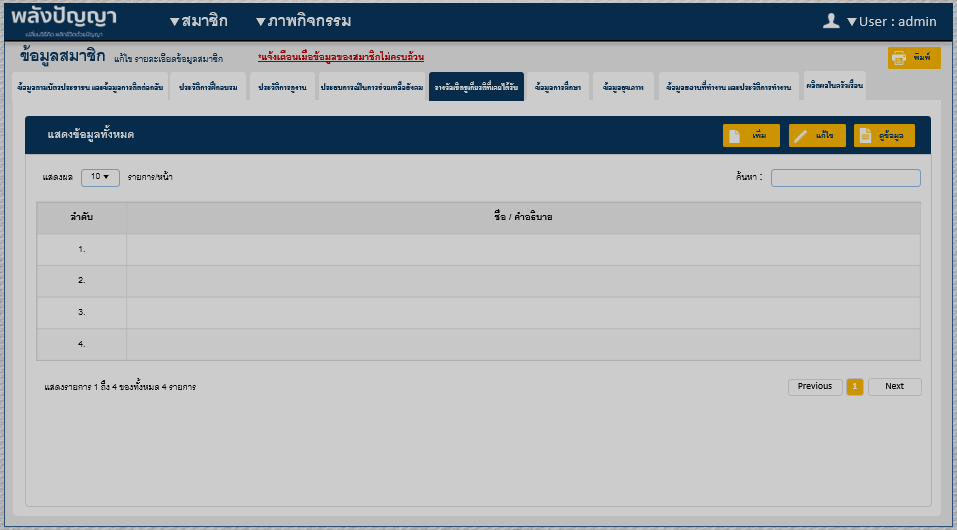 พลังปัญญา ▼สมาชิก ▼ภาพกิจกรรม ▼User : admin
ข้อมูลสมาชิก แก้ไข รายละเอียดข้อมูลสมาชิก *แจ้งเตือนเมื่อข้อมูลของสมาชิกไม่ครบถ้วน พิมพ์
ข้อมูลตามบัตรประชาชน และข้อมูลการติดต่อกลับ ประวัติการฝึกอบรม ประวัติการดูงาน ประสบการณ์ในการช่วยเหลือสังคม รางวัลเชิดชูเกียรติที่เคยได้รับ ข้อมูลการศึกษา ข้อมูลสุขภาพ ข้อมูลสถานที่ทำงาน และประวัติการทำงาน ผลิตผลในครัวเรือน
แสดงข้อมูลทั้งหมด เพิ่ม แก้ไข ดูข้อมูล
แสดงผล 10 ▼ รายการ/หน้า ค้นหา :
ลำดับ ชื่อ / คำอธิบาย
1.
2.
3.
4.
แสดงรายการ 1 ถึง 4 ของทั้งหมด 4 รายการ Previous 1 Next